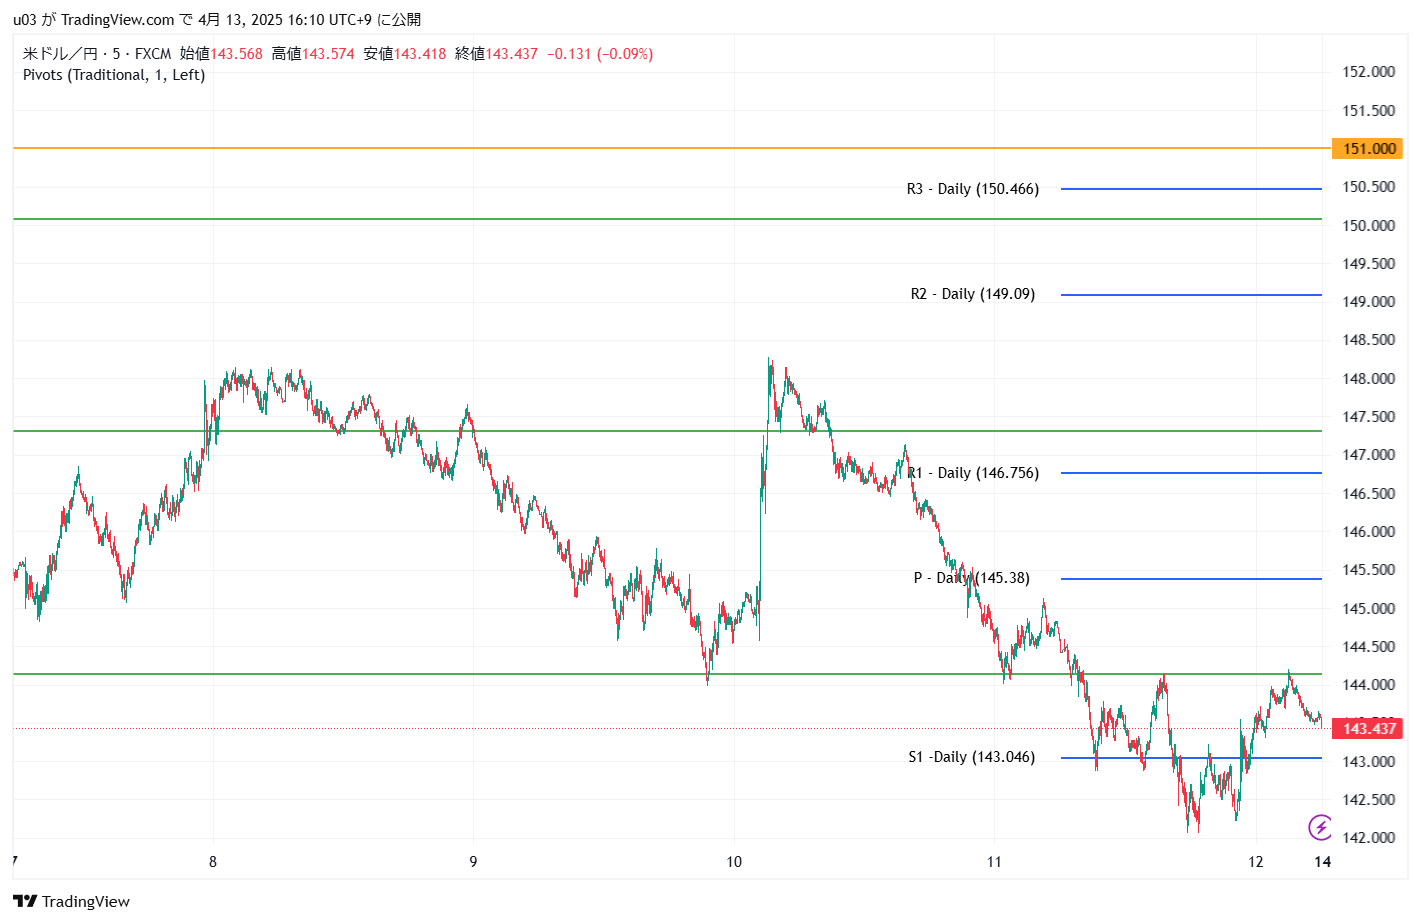 u03 が TradingView.com で 4月 13, 2025 16:10 UTC+9 に公開
米ドル／円 · 5 · FXCM 始値143.568 高値143.574 安値143.418 終値143.437 −0.131 (−0.09%)
Pivots (Traditional, 1, Left)
152.000
151.500
151.000
R3 - Daily (150.466)
150.500
150.000
149.500
R2 - Daily (149.09)
149.000
148.500
148.000
147.500
147.000
R1 - Daily (146.756)
146.500
146.000
145.500
P - Daily (145.38)
145.000
144.500
144.000
143.437
S1 -Daily (143.046)
143.000
142.500
142.000
7 8 9 10 11 12 14
TradingView